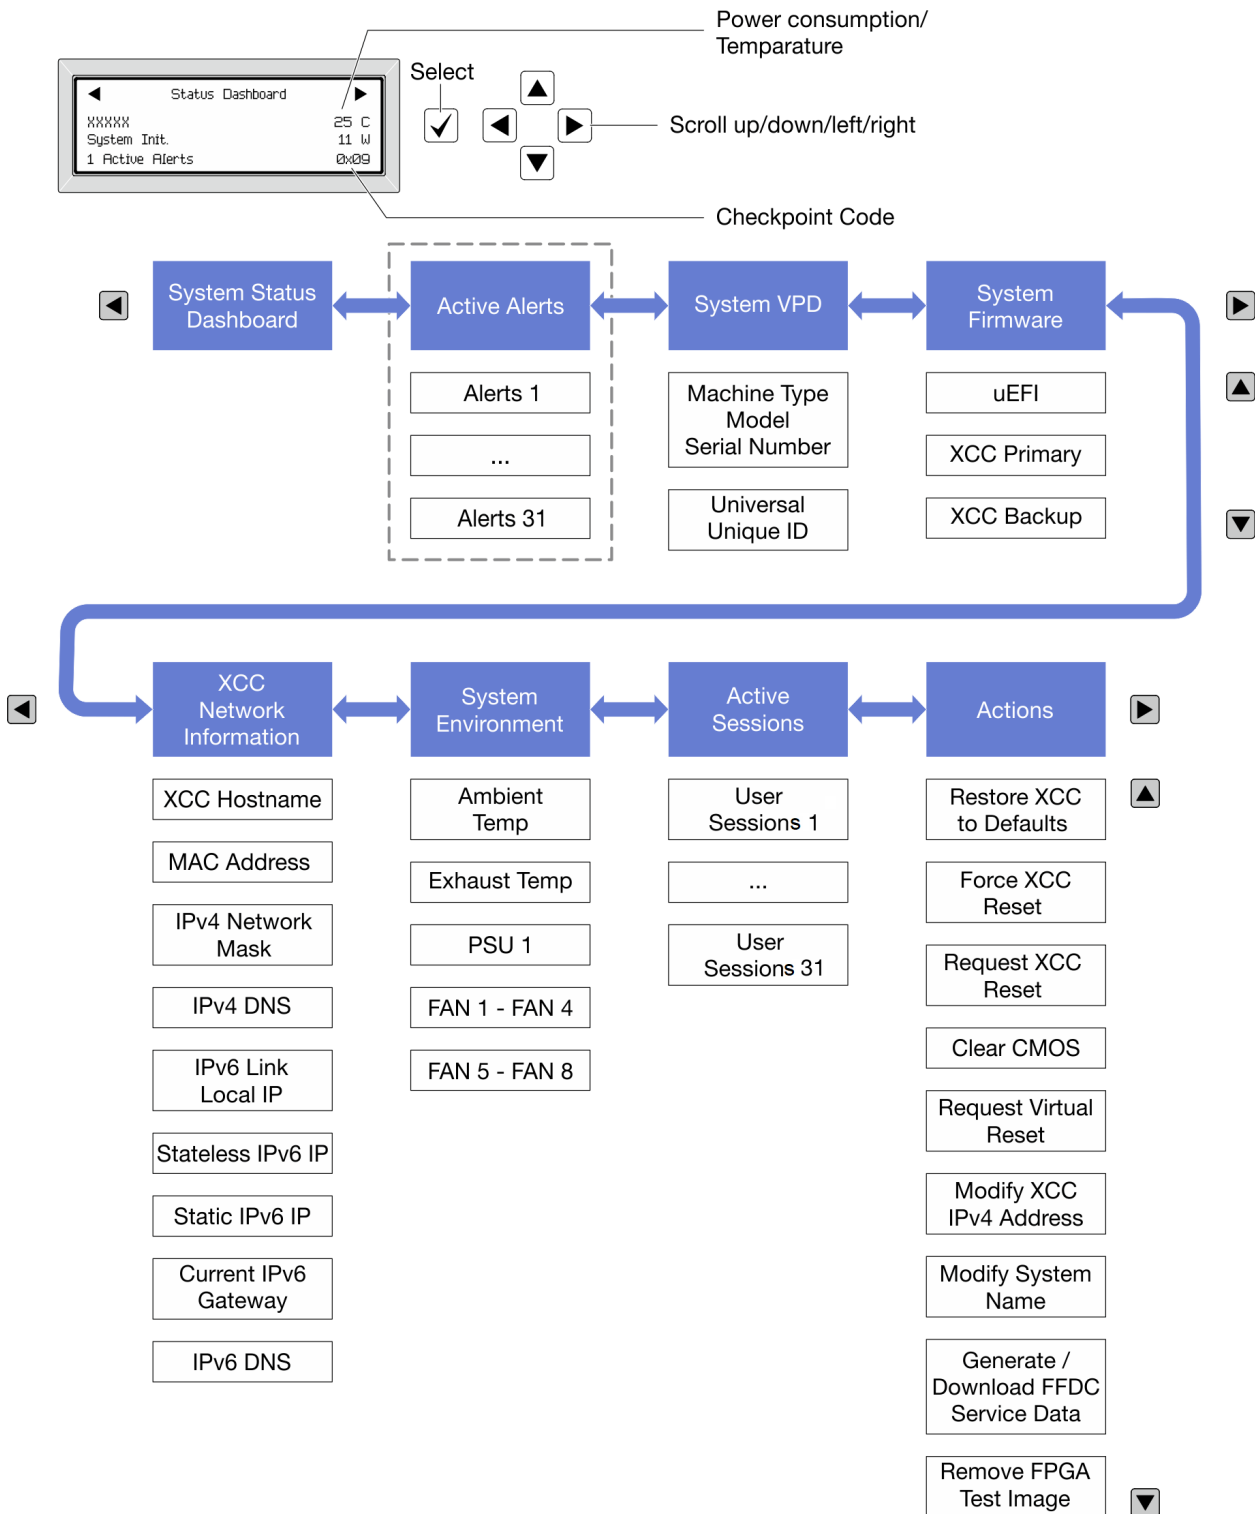 Power consumption/
Temparature
Select
Status Dashboard
XXXXX 25 C
System Init. 11 W
1 Active Alerts 0x09
Scroll up/down/left/right
Checkpoint Code
System Status
Dashboard
Active Alerts
System VPD
System
Firmware
Alerts 1
...
Alerts 31
Machine Type
Model
Serial Number
Universal
Unique ID
uEFI
XCC Primary
XCC Backup
XCC
Network
Information
System
Environment
Active
Sessions
Actions
XCC Hostname
MAC Address
IPv4 Network
Mask
IPv4 DNS
IPv6 Link
Local IP
Stateless IPv6 IP
Static IPv6 IP
Current IPv6
Gateway
IPv6 DNS
Ambient
Temp
Exhaust Temp
PSU 1
FAN 1 - FAN 4
FAN 5 - FAN 8
User
Sessions 1
...
User
Sessions 31
Restore XCC
to Defaults
Force XCC
Reset
Request XCC
Reset
Clear CMOS
Request Virtual
Reset
Modify XCC
IPv4 Address
Modify System
Name
Generate /
Download FFDC
Service Data
Remove FPGA
Test Image